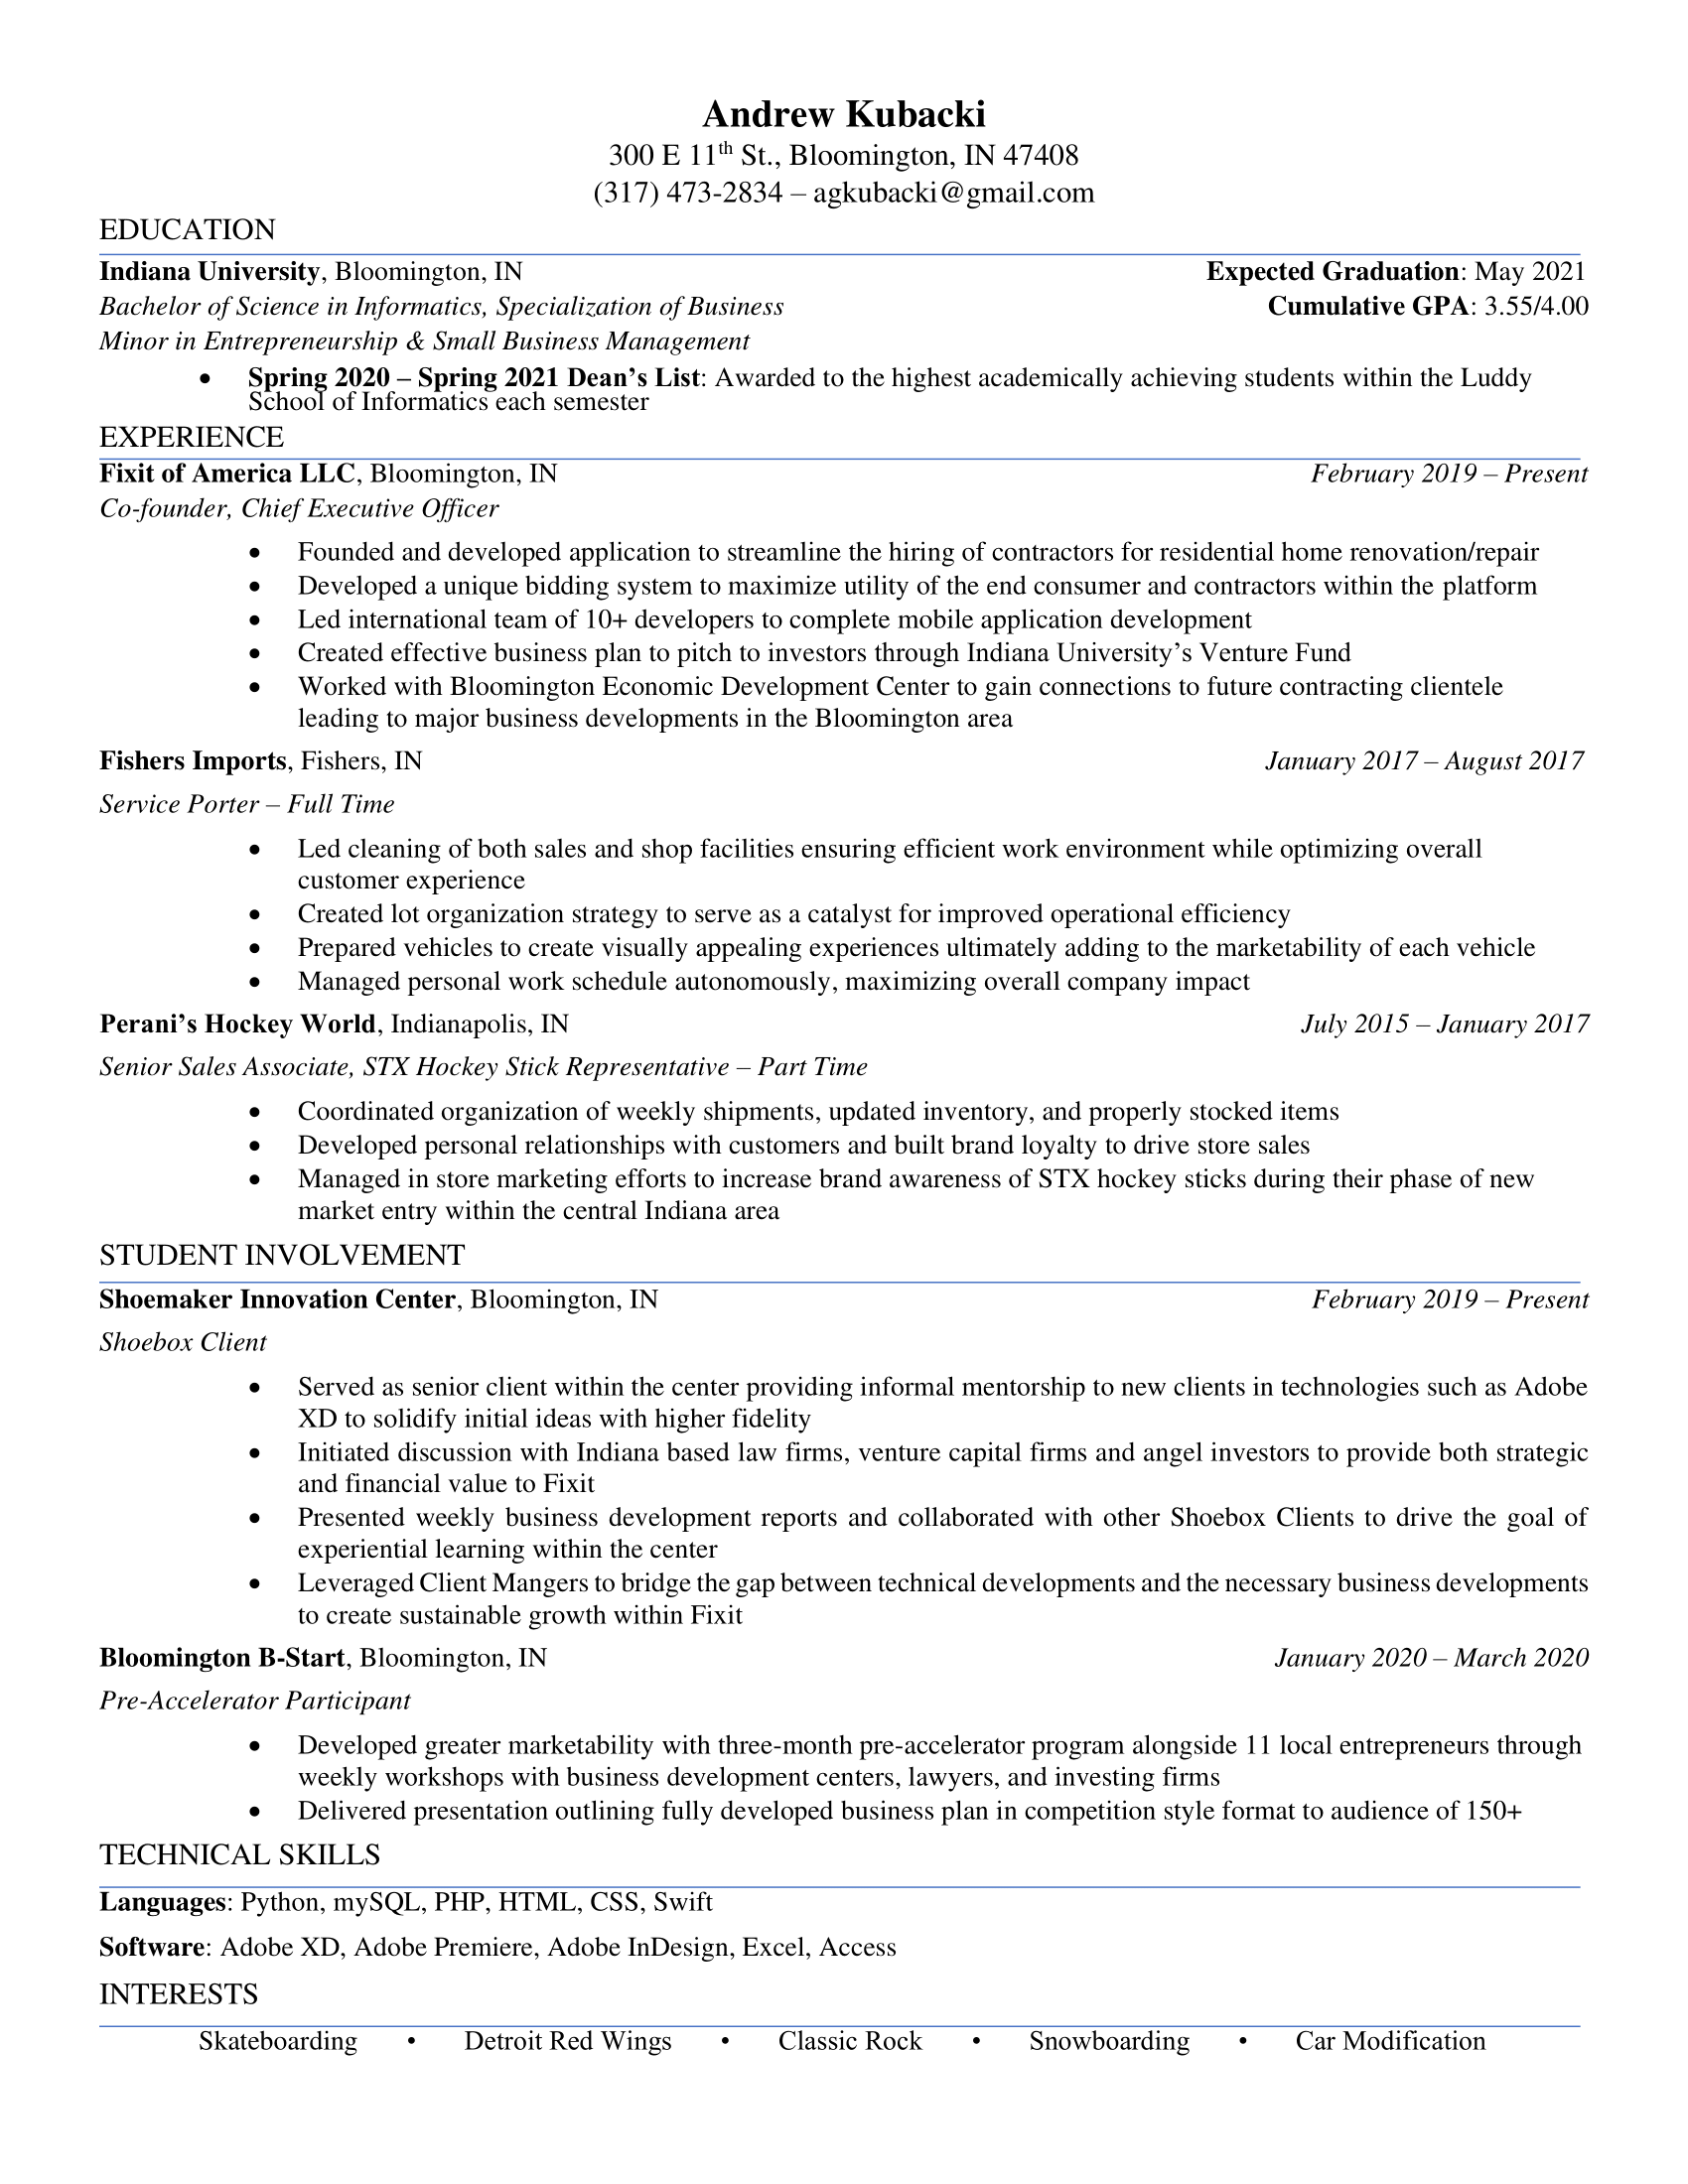 Andrew Kubacki
300 E 11th St., Bloomington, IN 47408
(317) 473-2834 – agkubacki@gmail.com
EDUCATION
Indiana University, Bloomington, IN Expected Graduation: May 2021
Bachelor of Science in Informatics, Specialization of Business Cumulative GPA: 3.55/4.00
Minor in Entrepreneurship & Small Business Management
• Spring 2020 – Spring 2021 Dean’s List: Awarded to the highest academically achieving students within the Luddy
School of Informatics each semester
EXPERIENCE
Fixit of America LLC, Bloomington, IN February 2019 – Present
Co-founder, Chief Executive Officer
• Founded and developed application to streamline the hiring of contractors for residential home renovation/repair
• Developed a unique bidding system to maximize utility of the end consumer and contractors within the platform
• Led international team of 10+ developers to complete mobile application development
• Created effective business plan to pitch to investors through Indiana University’s Venture Fund
• Worked with Bloomington Economic Development Center to gain connections to future contracting clientele
leading to major business developments in the Bloomington area
Fishers Imports, Fishers, IN January 2017 – August 2017
Service Porter – Full Time
• Led cleaning of both sales and shop facilities ensuring efficient work environment while optimizing overall
customer experience
• Created lot organization strategy to serve as a catalyst for improved operational efficiency
• Prepared vehicles to create visually appealing experiences ultimately adding to the marketability of each vehicle
• Managed personal work schedule autonomously, maximizing overall company impact
Perani’s Hockey World, Indianapolis, IN July 2015 – January 2017
Senior Sales Associate, STX Hockey Stick Representative – Part Time
• Coordinated organization of weekly shipments, updated inventory, and properly stocked items
• Developed personal relationships with customers and built brand loyalty to drive store sales
• Managed in store marketing efforts to increase brand awareness of STX hockey sticks during their phase of new
market entry within the central Indiana area
STUDENT INVOLVEMENT
Shoemaker Innovation Center, Bloomington, IN February 2019 – Present
Shoebox Client
• Served as senior client within the center providing informal mentorship to new clients in technologies such as Adobe
XD to solidify initial ideas with higher fidelity
• Initiated discussion with Indiana based law firms, venture capital firms and angel investors to provide both strategic
and financial value to Fixit
• Presented weekly business development reports and collaborated with other Shoebox Clients to drive the goal of
experiential learning within the center
• Leveraged Client Mangers to bridge the gap between technical developments and the necessary business developments
to create sustainable growth within Fixit
Bloomington B-Start, Bloomington, IN January 2020 – March 2020
Pre-Accelerator Participant
• Developed greater marketability with three-month pre-accelerator program alongside 11 local entrepreneurs through
weekly workshops with business development centers, lawyers, and investing firms
• Delivered presentation outlining fully developed business plan in competition style format to audience of 150+
TECHNICAL SKILLS
Languages: Python, mySQL, PHP, HTML, CSS, Swift
Software: Adobe XD, Adobe Premiere, Adobe InDesign, Excel, Access
INTERESTS
Skateboarding • Detroit Red Wings • Classic Rock • Snowboarding • Car Modification